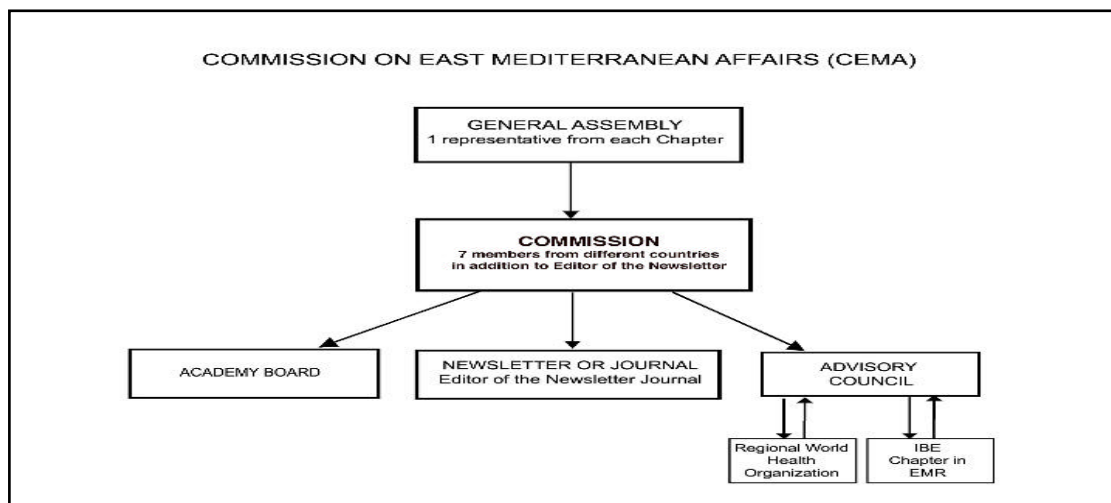 COMMISSION ON EAST MEDITERRANEAN AFFAIRS (CEMA)
GENERAL ASSEMBLY
1 representative from each Chapter
COMMISSION
7 members from different countries
in addition to Editor of the Newsletter
ACADEMY BOARD
NEWSLETTER OR JOURNAL
Editor of the Newsletter Journal
ADVISORY
COUNCIL
Regional World
Health
Organization
IBE
Chapter in
EMR